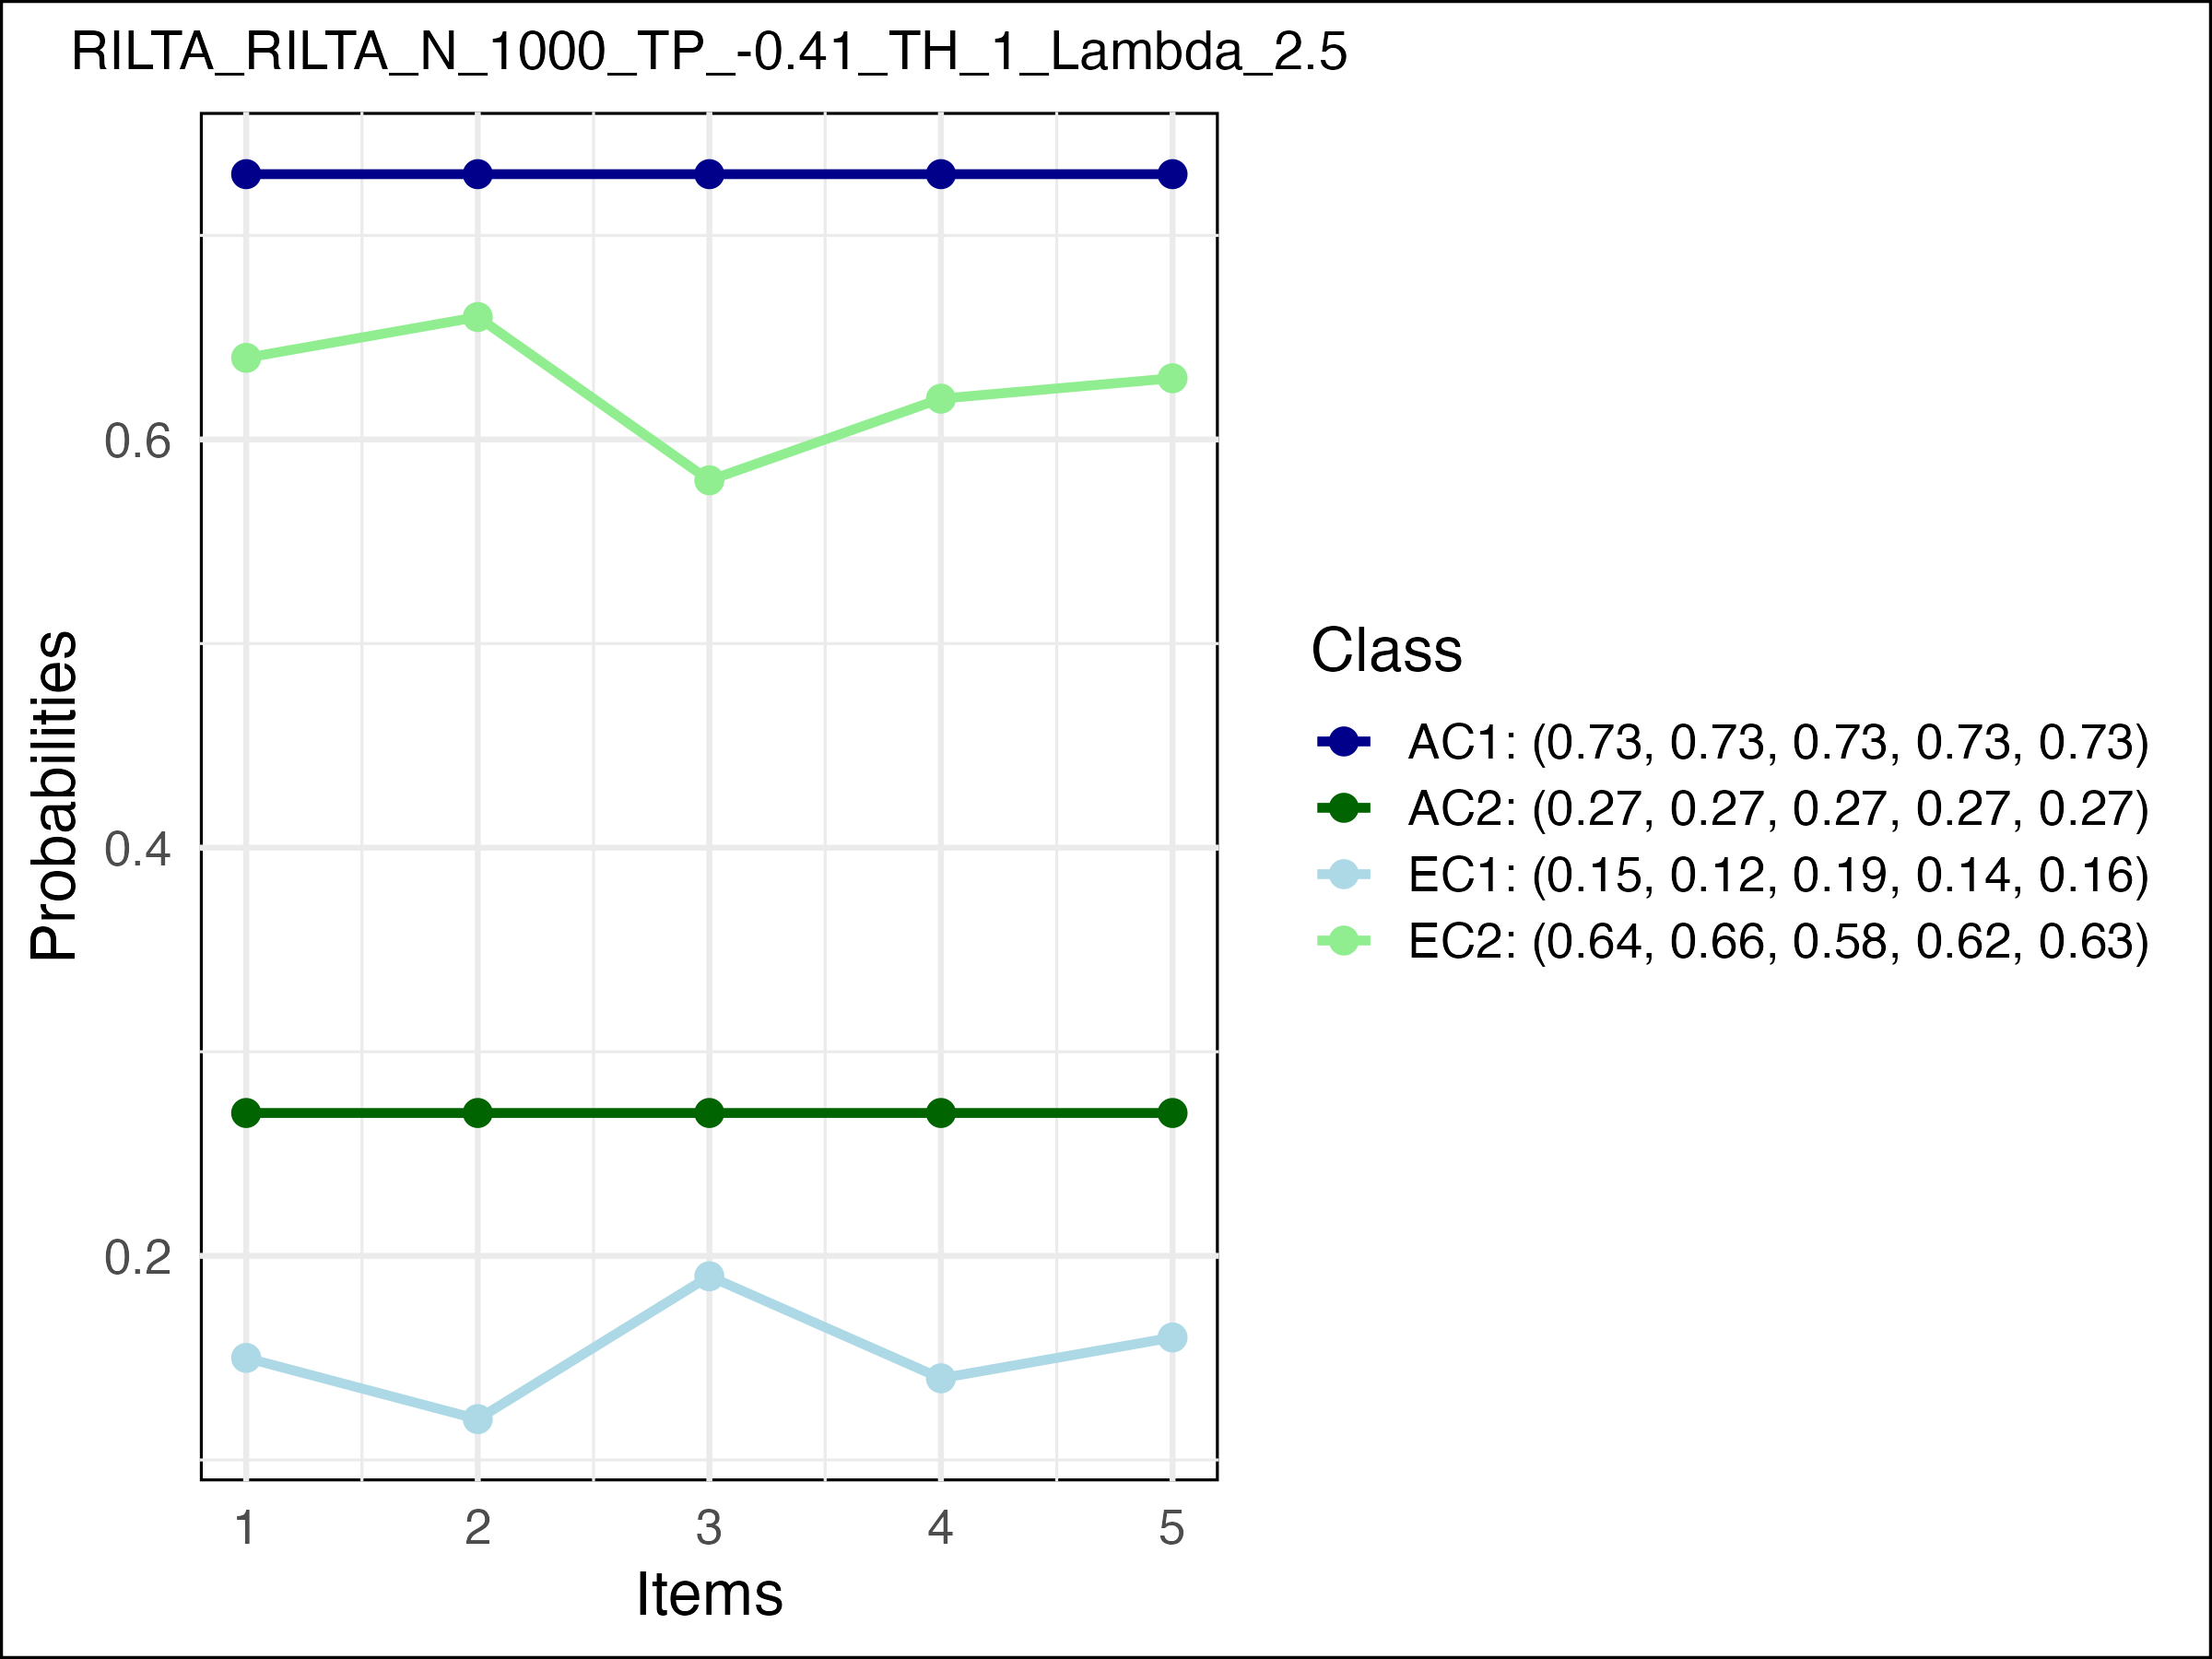 RILTA_RILTA_N_1000_TP_-0.41_TH_1_Lambda_2.5
Probabilities
0.6
0.4
0.2
1 2 3 4 5
Items
Class
AC1: (0.73, 0.73, 0.73, 0.73, 0.73)
AC2: (0.27, 0.27, 0.27, 0.27, 0.27)
EC1: (0.15, 0.12, 0.19, 0.14, 0.16)
EC2: (0.64, 0.66, 0.58, 0.62, 0.63)